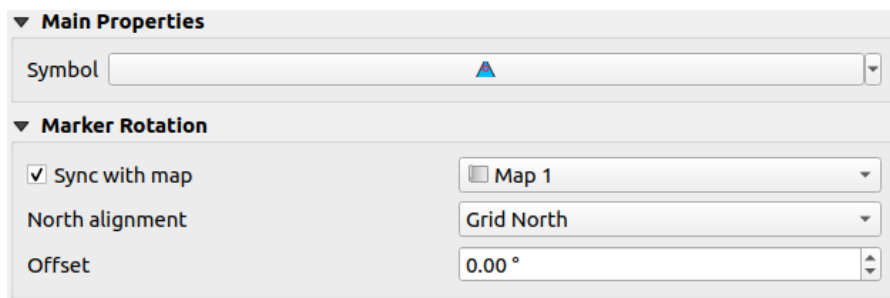 Main Properties
Symbol
Marker Rotation
Sync with map Map 1
North alignment Grid North
Offset 0.00 °